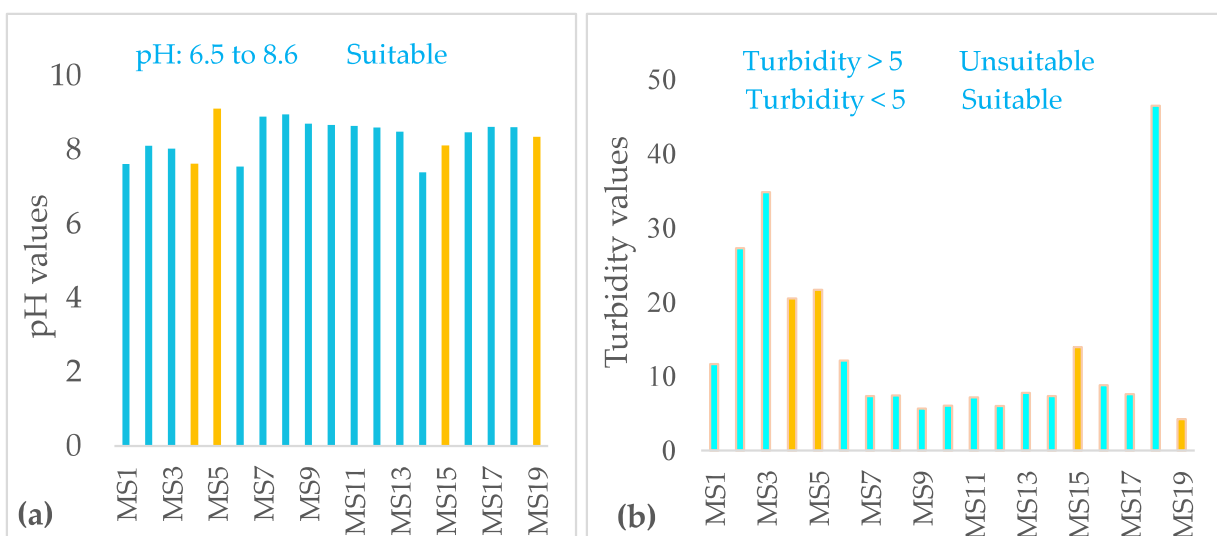 pH: 6.5 to 8.6 Suitable
10
8
6
4
2
0
pH values
MS1
MS3
MS5
MS7
MS9
MS11
MS13
MS15
MS17
MS19
(a)
Turbidity > 5 Unsuitable
Turbidity < 5 Suitable
50
40
30
20
10
0
Turbidity values
MS1
MS3
MS5
MS7
MS9
MS11
MS13
MS15
MS17
MS19
(b)